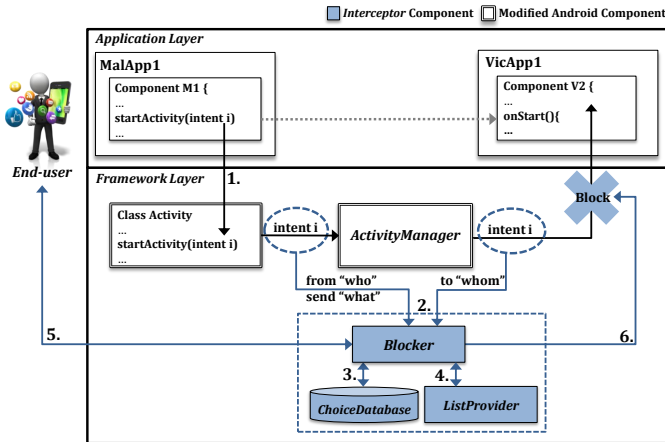 Interceptor Component
Modified Android Component
Application Layer
MalApp1
Component M1 {
...
startActivity(intent i)
...
VicApp1
Component V2 {
...
onStart(){
...
End-user
Framework Layer
1.
Class Activity
...
startActivity(intent i)
...
intent i
ActivityManager
intent i
Block
from “who”
send “what”
to “whom”
2.
5.
Blocker
6.
3.
4.
ChoiceDatabase
ListProvider